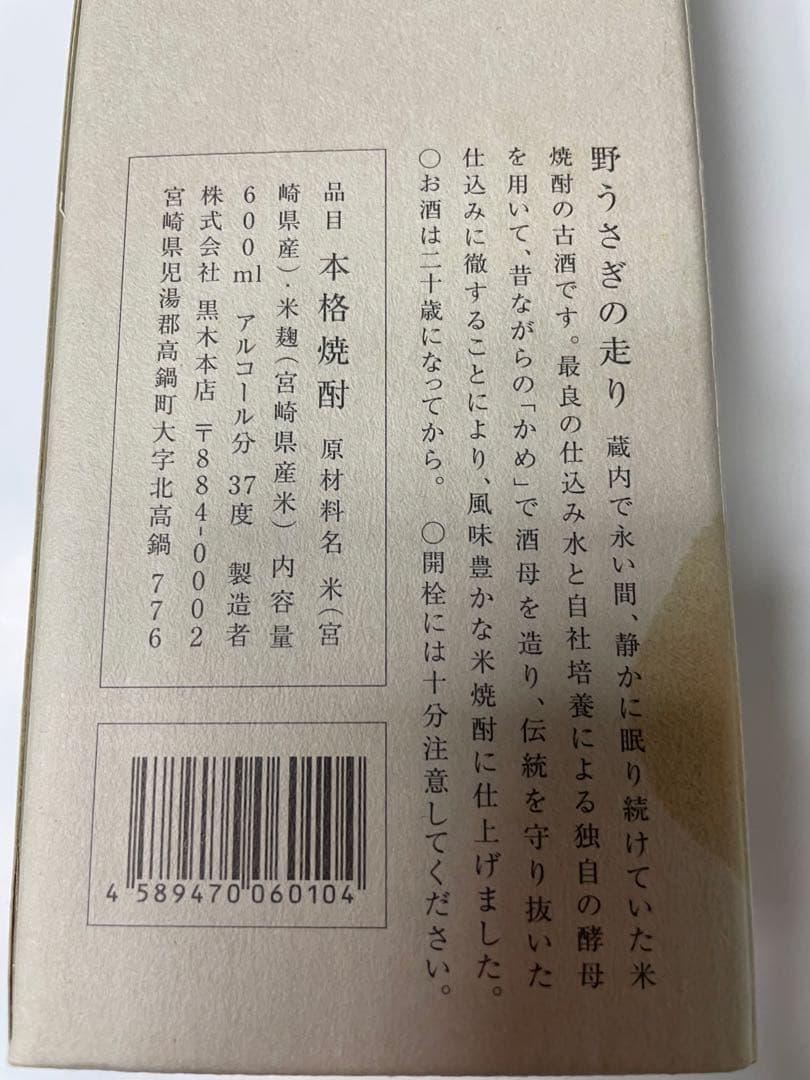 野うさぎの走り 蔵内で永い間、静かに眠り続けていた米
焼酎の古酒です。最良の仕込み水と自社培養による独自の酵母
を用いて、昔ながらの「かめ」で酒母を造り、伝統を守り抜いた
仕込みに徹することにより、風味豊かな米焼酎に仕上げました。
○お酒は二十歳になってから。 ○開栓には十分注意してください。
品目 本格焼酎 原材料名 米(宮
崎県産)・米麹(宮崎県産米) 内容量
600ml アルコール分 37度 製造者
株式会社 黒木本店 〒884-0002
宮崎県児湯郡高鍋町大字北高鍋 776
4 589470 060104